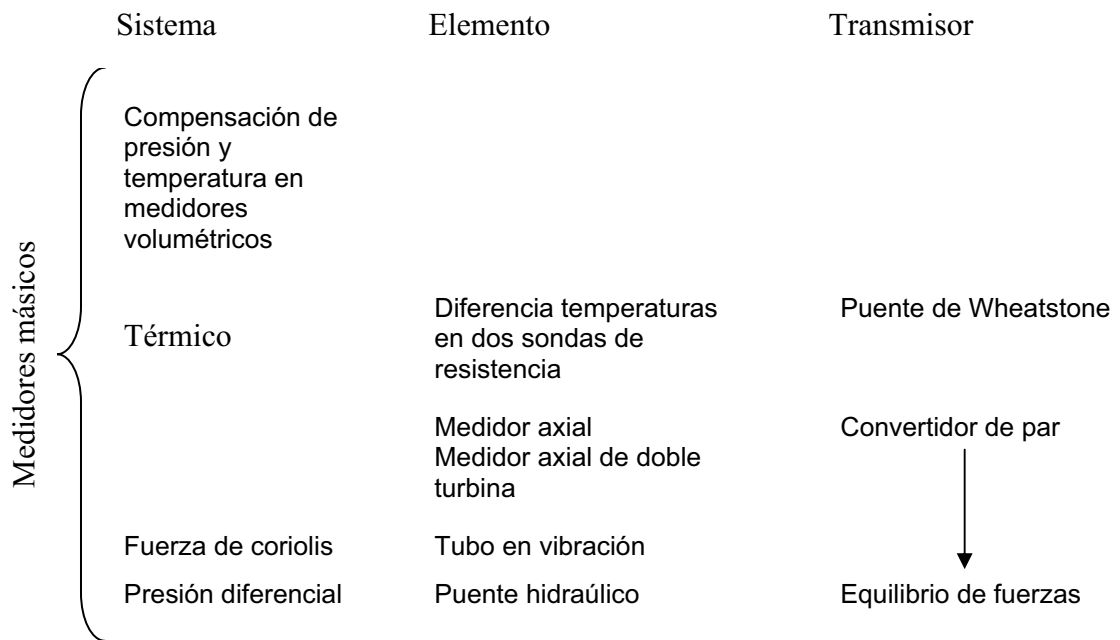 Sistema Elemento Transmisor
Compensación de
presión y
temperatura en
medidores
volumétricos
Medidores másicos
Térmico
Diferencia temperaturas
en dos sondas de
resistencia
Puente de Wheatstone
Medidor axial
Medidor axial de doble
turbina
Convertidor de par
Fuerza de coriolis Tubo en vibración
Presión diferencial Puente hidraúlico Equilibrio de fuerzas